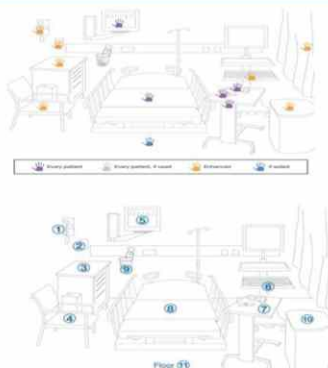 Every patient Every patient, if used Between If soiled
5
1
2
3 9
6
4 8 7
10
Floor 11